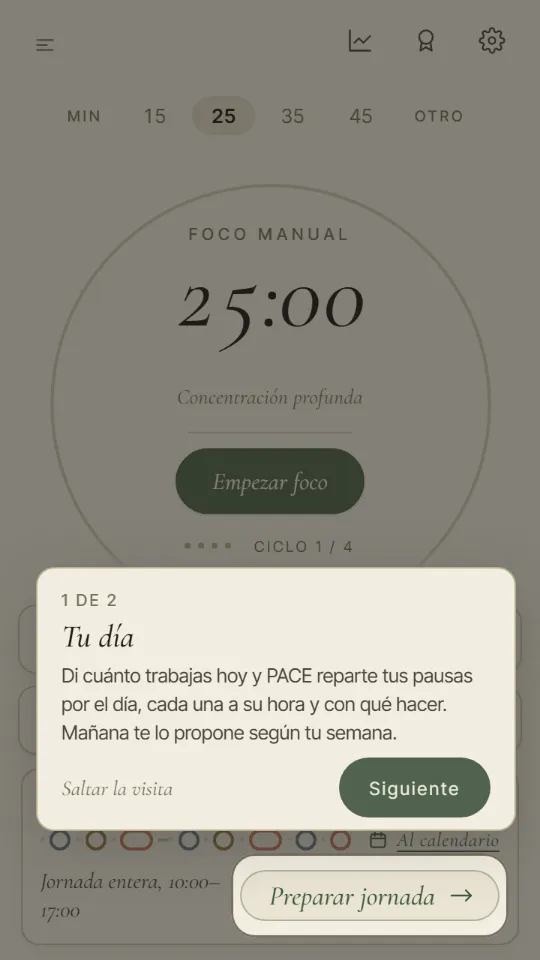 MIN 15 25 35 45 OTRO
FOCO MANUAL
25:00
Concentración profunda
Empezar foco
CICLO 1 / 4
1 DE 2
Tu día
Di cuánto trabajas hoy y PACE reparte tus pausas
por el día, cada una a su hora y con qué hacer.
Mañana te lo propone según tu semana.
Saltar la visita
Siguiente
Al calendario
Jornada entera, 10:00–
17:00
Preparar jornada →